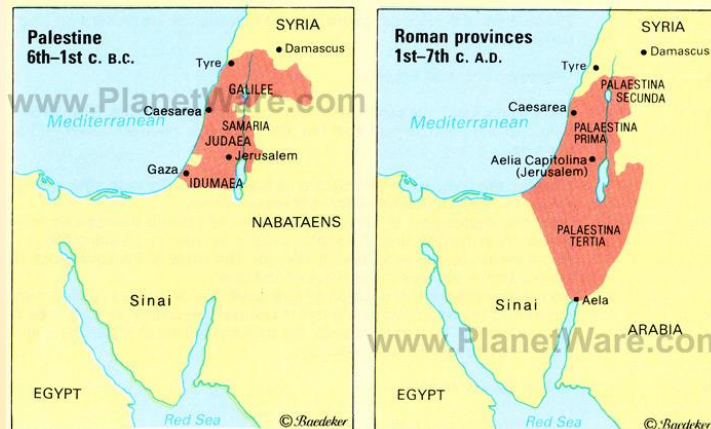 Palestine
6th–1st C. B.C.
SYRIA
Damascus
Tyre
GALILEE
www.PlanetWare.com
Caesarea
Mediterranean
SAMARIA
JUDAEA
Jerusalem
Gaza
IDUMAEA
NABATAENS
Sinai
EGYPT
Red Sea
© Baedeker
Roman provinces
1st–7th C. A.D.
SYRIA
Damascus
Tyre
PALAESTINA
SECUNDA
Caesarea
Mediterranean
PALAESTINA
PRIMA
Aelia Capitolina
(Jerusalem)
PALAESTINA
TERTIA
Sinai
Aela
ARABIA
www.PlanetWare.com
EGYPT
Red Sea
© Baedeker